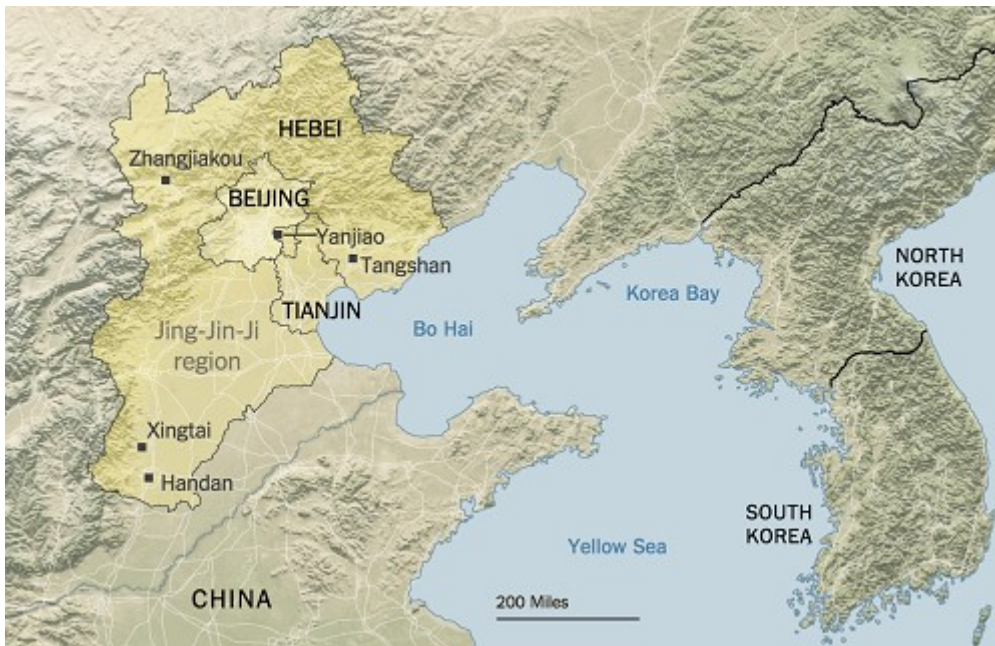 HEBEI
Zhangjiakou
BEIJING
Yanjiao
Tangshan
TIANJIN
Jing-Jin-Ji
region
Bo Hai
Korea Bay
NORTH
KOREA
Xingtai
Handan
SOUTH
KOREA
Yellow Sea
CHINA
200 Miles